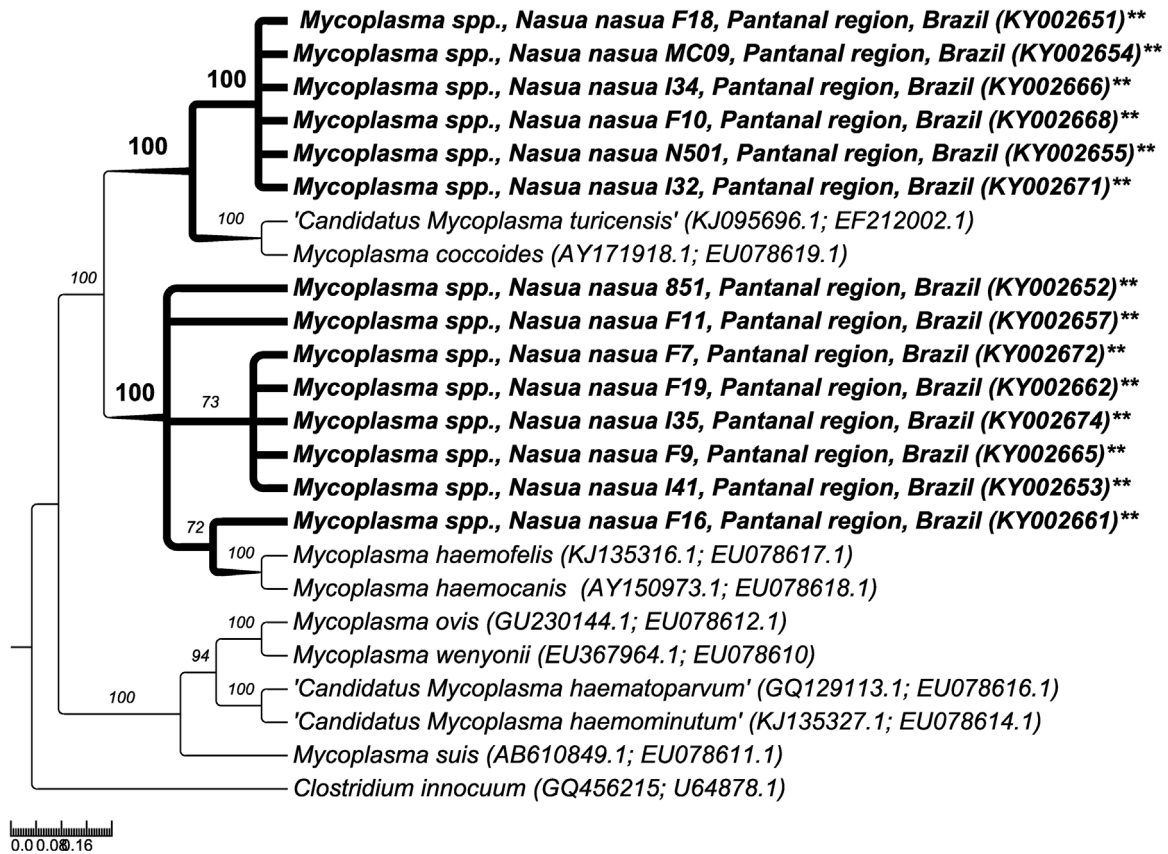 Mycoplasma spp., Nasua nasua F18, Pantanal region, Brazil (KY002651)**
Mycoplasma spp., Nasua nasua MC09, Pantanal region, Brazil (KY002654)**
100
Mycoplasma spp., Nasua nasua I34, Pantanal region, Brazil (KY002666)**
Mycoplasma spp., Nasua nasua F10, Pantanal region, Brazil (KY002668)**
100
Mycoplasma spp., Nasua nasua N501, Pantanal region, Brazil (KY002655)**
Mycoplasma spp., Nasua nasua I32, Pantanal region, Brazil (KY002671)**
100
'Candidatus Mycoplasma turicensis' (KJ095696.1; EF212002.1)
Mycoplasma coccoides (AY171918.1; EU078619.1)
100
Mycoplasma spp., Nasua nasua 851, Pantanal region, Brazil (KY002652)**
Mycoplasma spp., Nasua nasua F11, Pantanal region, Brazil (KY002657)**
Mycoplasma spp., Nasua nasua F7, Pantanal region, Brazil (KY002672)**
Mycoplasma spp., Nasua nasua F19, Pantanal region, Brazil (KY002662)**
100
73
Mycoplasma spp., Nasua nasua I35, Pantanal region, Brazil (KY002674)**
Mycoplasma spp., Nasua nasua F9, Pantanal region, Brazil (KY002665)**
Mycoplasma spp., Nasua nasua I41, Pantanal region, Brazil (KY002653)**
72
Mycoplasma spp., Nasua nasua F16, Pantanal region, Brazil (KY002661)**
100
Mycoplasma haemofelis (KJ135316.1; EU078617.1)
Mycoplasma haemocanis (AY150973.1; EU078618.1)
100
Mycoplasma ovis (GU230144.1; EU078612.1)
94
Mycoplasma wenyonii (EU367964.1; EU078610)
100
100
'Candidatus Mycoplasma haematoparvum' (GQ129113.1; EU078616.1)
'Candidatus Mycoplasma haemominutum' (KJ135327.1; EU078614.1)
Mycoplasma suis (AB610849.1; EU078611.1)
Clostridium innocuum (GQ456215; U64878.1)
0.0 0.08 0.16